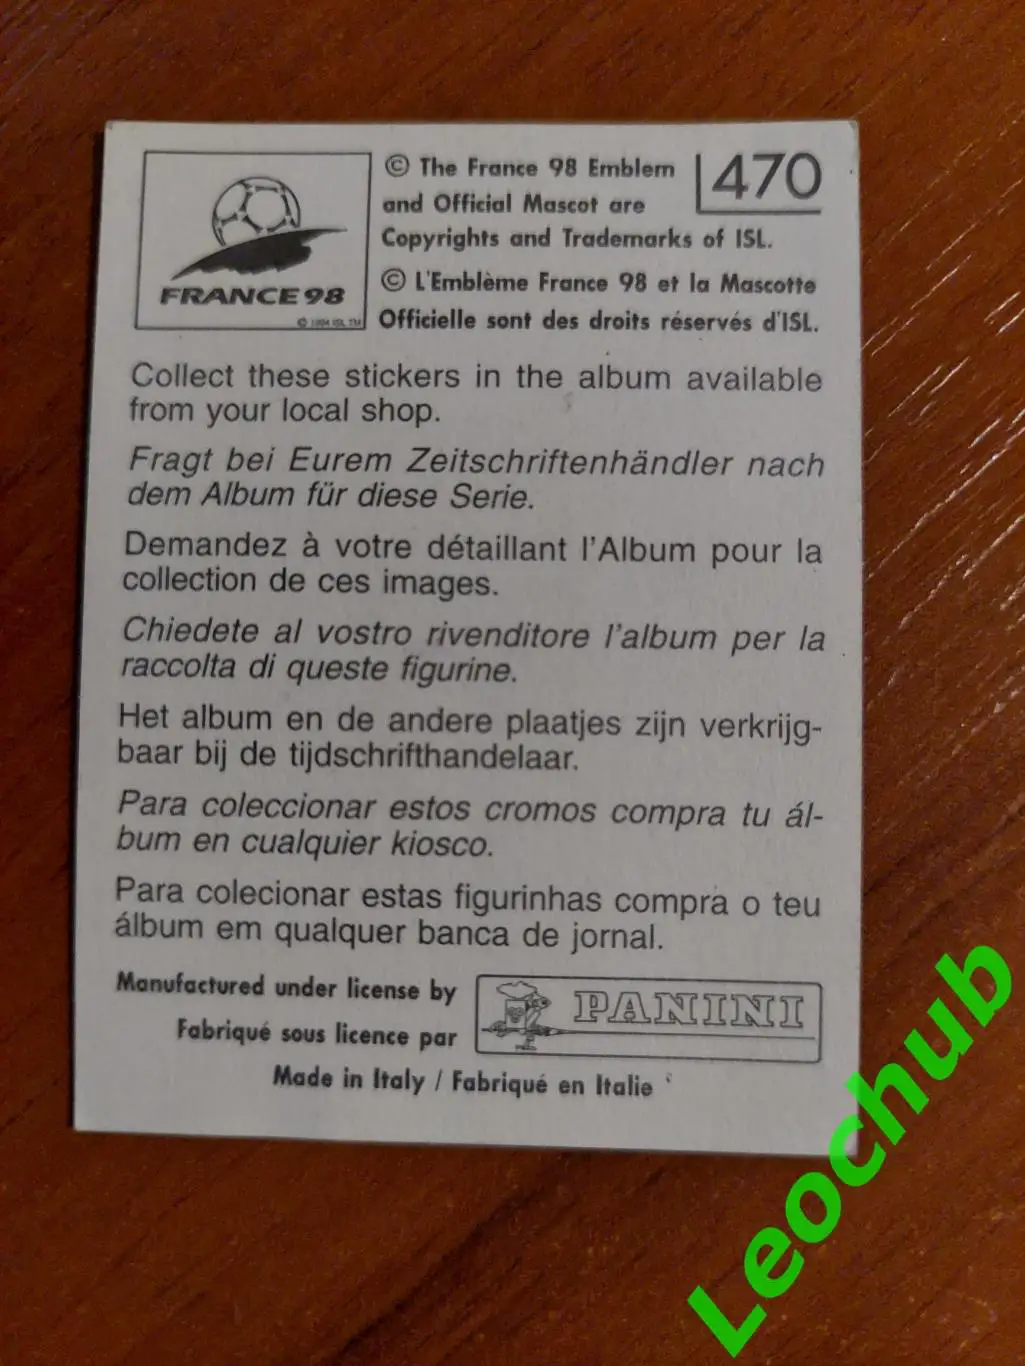 © The France 98 Emblem
and Official Mascot are
Copyrights and Trademarks of ISL.
470
© L'Emblème France 98 et la Mascotte
Officielle sont des droits réservés d'ISL.
FRANCE 98
© 1994 ISL TM
Collect these stickers in the album available
from your local shop.
Fragt bei Eurem Zeitschriftenhändler nach
dem Album für diese Serie.
Demandez à votre détaillant l'Album pour la
collection de ces images.
Chiedete al vostro rivenditore l'album per la
raccolta di queste figurine.
Het album en de andere plaatjes zijn verkrijg-
baar bij de tijdschrifthandelaar.
Para coleccionar estos cromos compra tu ál-
bum en cualquier kiosco.
Para colecionar estas figurinhas compra o teu
álbum em qualquer banca de jornal.
Manufactured under license by
Fabriqué sous licence par
PANINI
Made in Italy / Fabriqué en Italie
Leochub